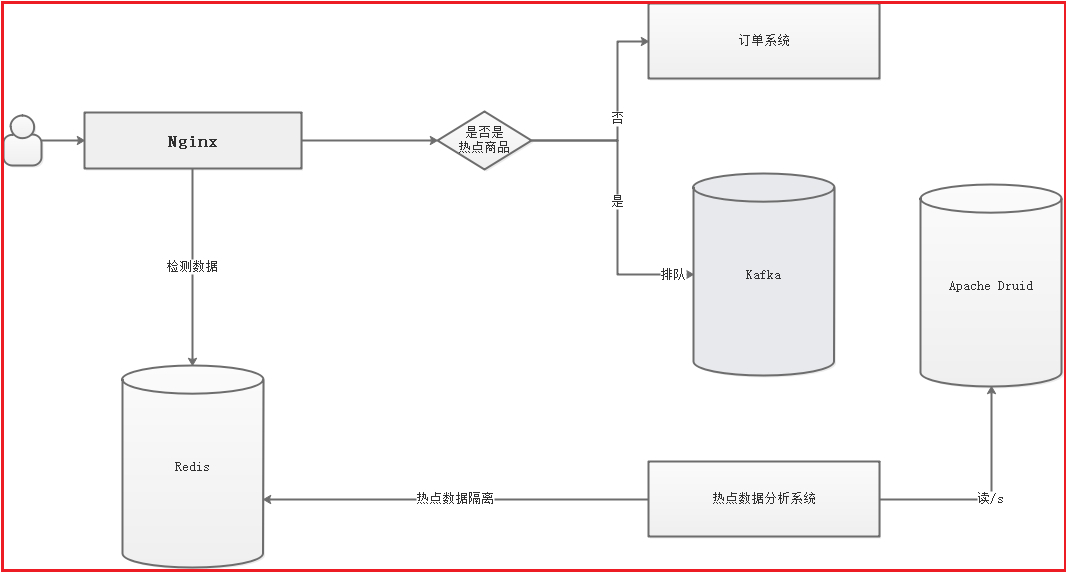 订单系统
Nginx
是否是
热点商品
否
是
检测数据
排队
Kafka
Apache Druid
Redis
热点数据隔离
热点数据分析系统
读/s